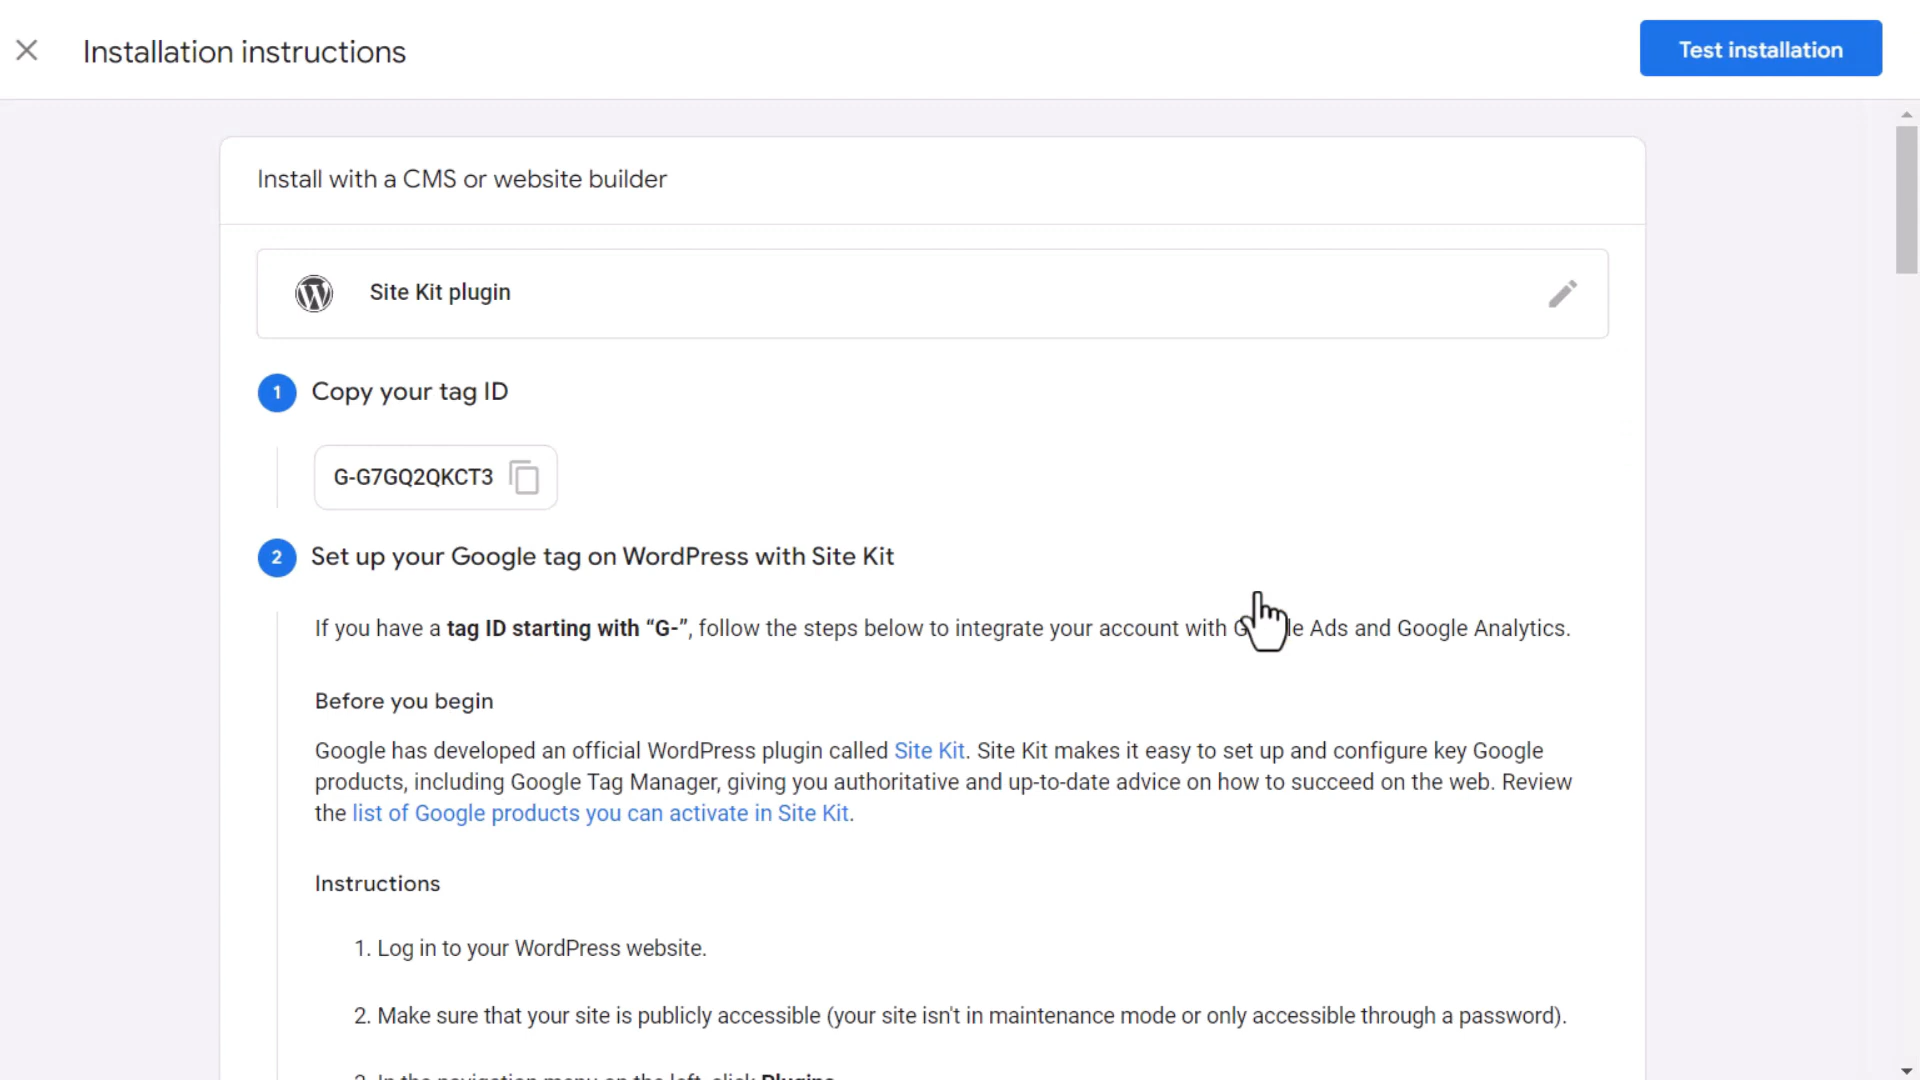 Installation instructions
Test installation
Install with a CMS or website builder
Site Kit plugin
1 Copy your tag ID
G-G7GQ2QKCT3
2 Set up your Google tag on WordPress with Site Kit
If you have a tag ID starting with “G-”, follow the steps below to integrate your account with G le Ads and Google Analytics.
Before you begin
Google has developed an official WordPress plugin called Site Kit. Site Kit makes it easy to set up and configure key Google
products, including Google Tag Manager, giving you authoritative and up-to-date advice on how to succeed on the web. Review
the list of Google products you can activate in Site Kit.
Instructions
1. Log in to your WordPress website.
2. Make sure that your site is publicly accessible (your site isn't in maintenance mode or only accessible through a password).
3. In the navigation menu on the left, click Plugins.